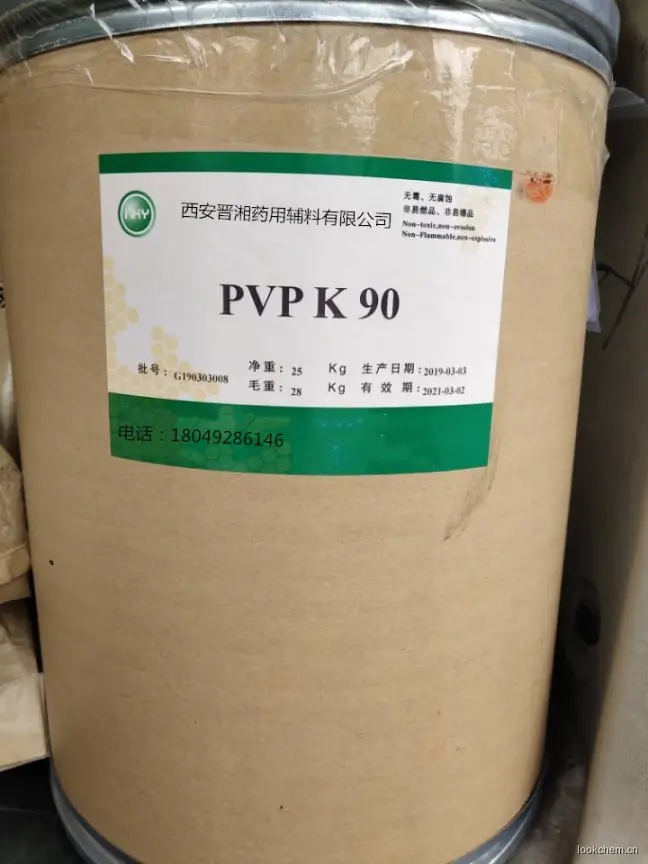 西安晋湘药用辅料有限公司
无毒、无腐蚀
非易燃品、非易爆品
Non-toxic,non-erosion
Non-Flammable,non-explosive
PVP K 90
批号: G190303008
净重: 25 Kg 生产日期:2019-03-03
毛重: 28 Kg 有效期:2021-03-02
电话:18049286146
lookchem.cn